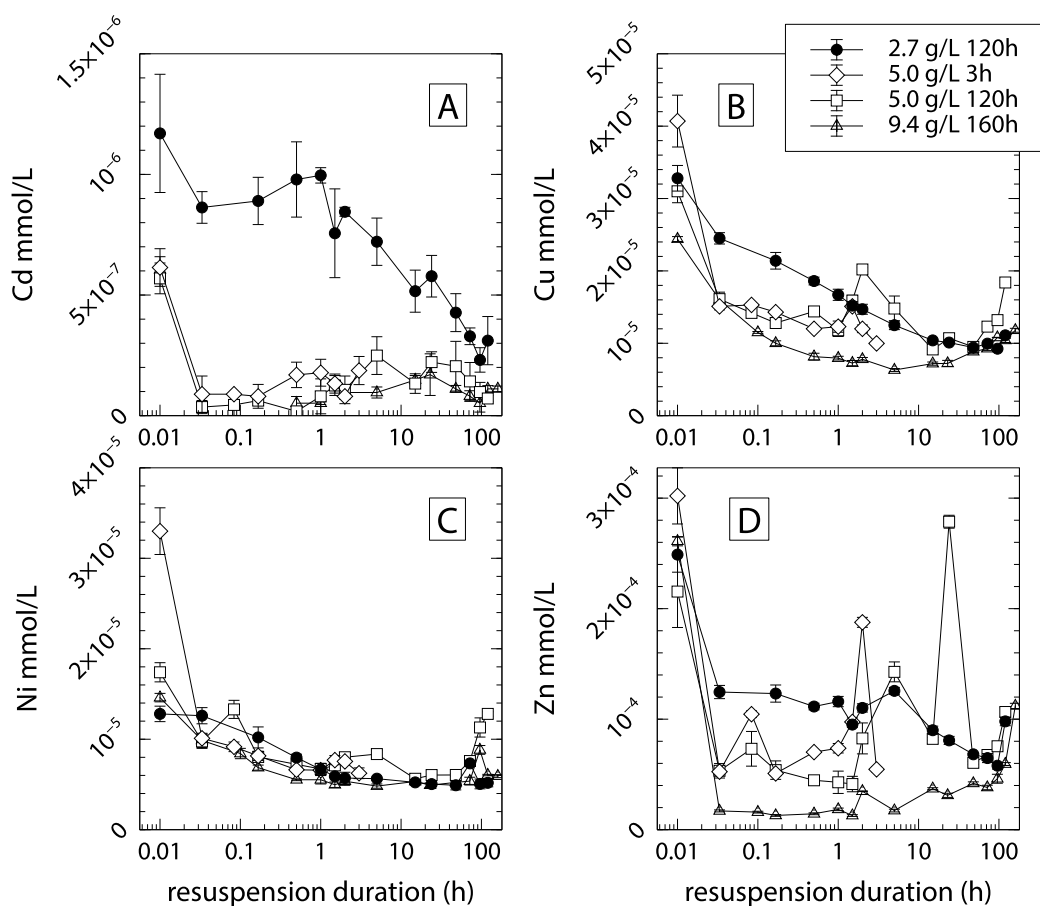 2.7 g/L 120h
5.0 g/L 3h
5.0 g/L 120h
9.4 g/L 160h
A
Cd mmol/L
1.5×10⁻⁶
10⁻⁶
5×10⁻⁷
0
0.01 0.1 1 10 100
B
Cu mmol/L
5×10⁻⁵
4×10⁻⁵
3×10⁻⁵
2×10⁻⁵
10⁻⁵
0
0.01 0.1 1 10 100
C
Ni mmol/L
4×10⁻⁵
3×10⁻⁵
2×10⁻⁵
10⁻⁵
0
0.01 0.1 1 10 100
resuspension duration (h)
D
Zn mmol/L
3×10⁻⁴
2×10⁻⁴
10⁻⁴
0
0.01 0.1 1 10 100
resuspension duration (h)